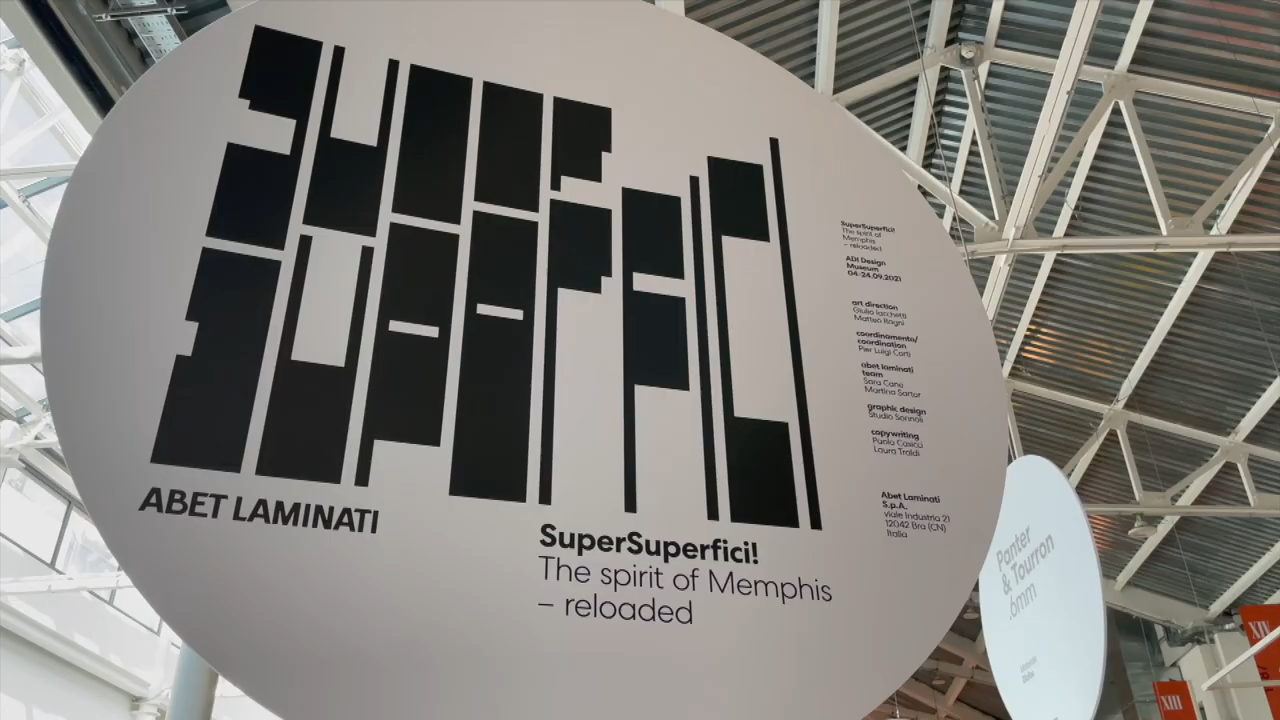 SUPER
SUPERFICI
ABET LAMINATI
SuperSuperfici!
The spirit of Memphis
– reloaded
SuperSuperfici!
The spirit of
Memphis
– reloaded
ADI Design
Museum
04-24.09.2021
art direction
Giulio Iacchetti
Matteo Ragni
coordinamento/
coordination
Pier Luigi Corti
abet laminati
team
Sara Cane
Martina Sartor
graphic design
Studio Sonnoli
copywriting
Paolo Casicci
Laura Traldi
Abet Laminati
S.p.A.
viale Industria 21
12042 Bra (CN)
Italia
Panter
& Tourron
.6mm
XIV
XIII